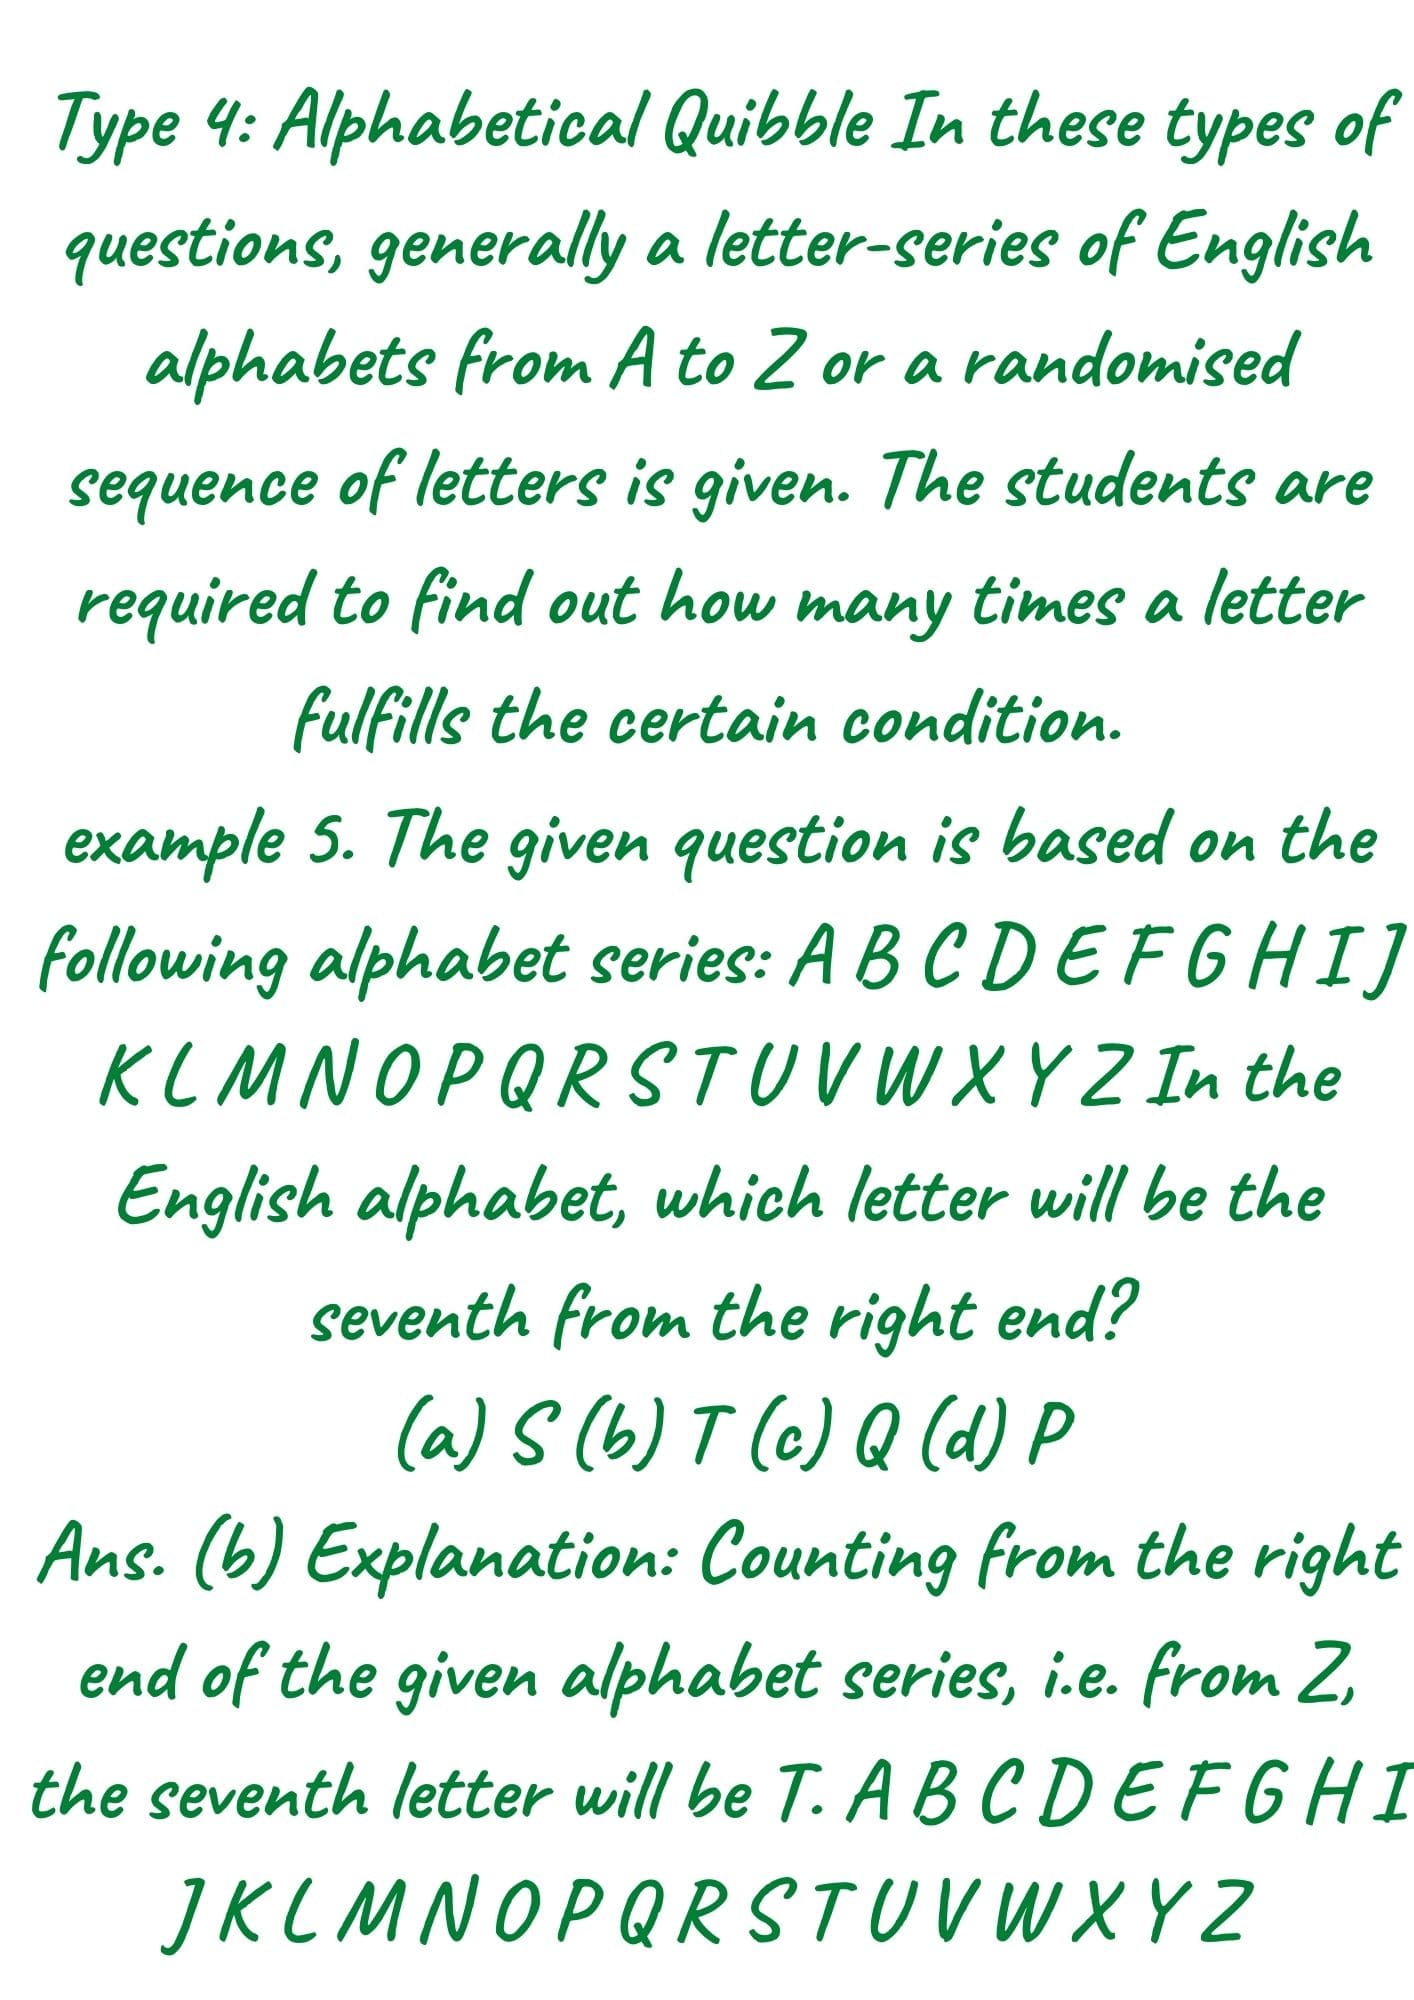 Type 4: Alphabetical Quibble In these types of
questions, generally a letter-series of English
alphabets from A to Z or a randomised
sequence of letters is given. The students are
required to find out how many times a letter
fulfills the certain condition.
example 5. The given question is based on the
following alphabet series: A B C D E F G H I J
K L M N O P Q R S T U V W X Y Z In the
English alphabet, which letter will be the
seventh from the right end?
(a) S (b) T (c) Q (d) P
Ans. (b) Explanation: Counting from the right
end of the given alphabet series, i.e. from Z,
the seventh letter will be T. A B C D E F G H I
J K L M N O P Q R S T U V W X Y Z